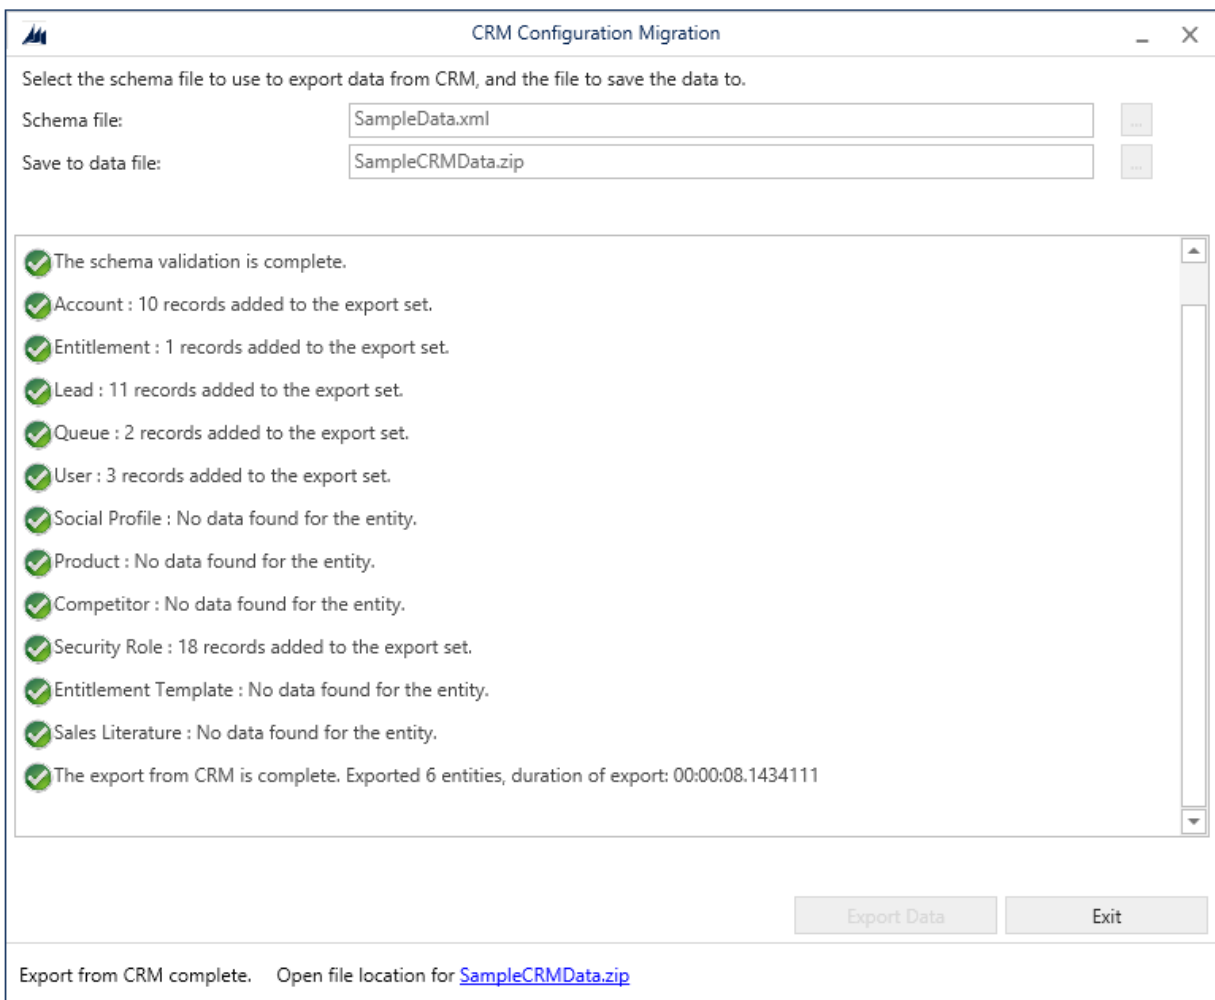 CRM Configuration Migration
Select the schema file to use to export data from CRM, and the file to save the data to.
Schema file: SampleData.xml ...
Save to data file: SampleCRMData.zip ...
The schema validation is complete.
Account : 10 records added to the export set.
Entitlement : 1 records added to the export set.
Lead : 11 records added to the export set.
Queue : 2 records added to the export set.
User : 3 records added to the export set.
Social Profile : No data found for the entity.
Product : No data found for the entity.
Competitor : No data found for the entity.
Security Role : 18 records added to the export set.
Entitlement Template : No data found for the entity.
Sales Literature : No data found for the entity.
The export from CRM is complete. Exported 6 entities, duration of export: 00:00:08.1434111
Export Data Exit
Export from CRM complete. Open file location for SampleCRMData.zip